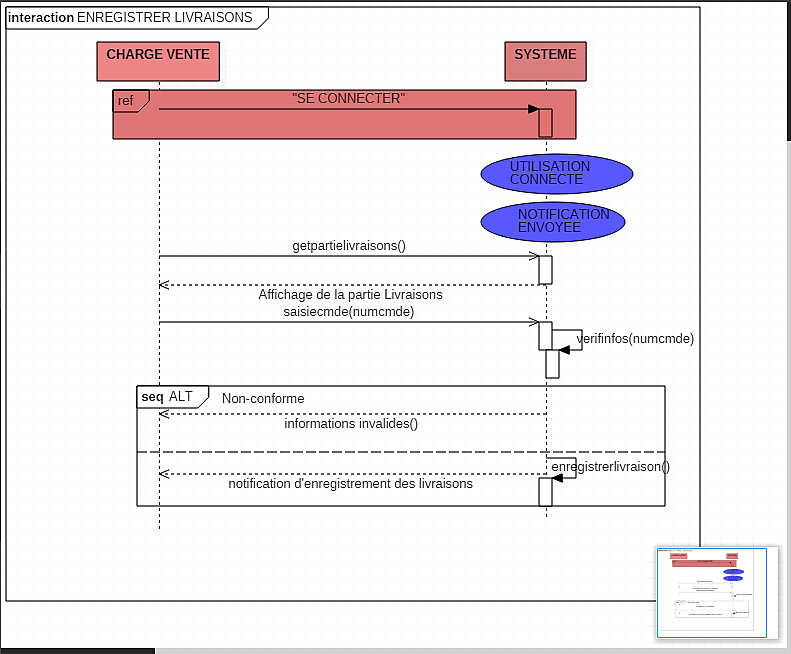 interaction ENREGISTRER LIVRAISONS
CHARGE VENTE
SYSTEME
ref
"SE CONNECTER"
UTILISATION
CONNECTE
NOTIFICATION
ENVOYEE
getpartielivraisons()
Affichage de la partie Livraisons
saisiecmde(numcmde)
verifinfos(numcmde)
seq ALT
Non-conforme
informations invalides()
enregistrerlivraison()
notification d'enregistrement des livraisons